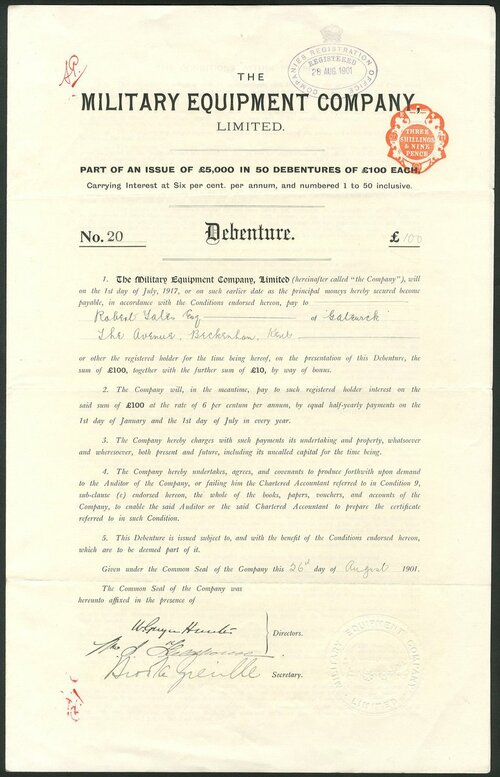 COMPANIES REGISTRATION OFFICE
REGISTERED
28 AUG. 1901
THE
MILITARY EQUIPMENT COMPANY,
LIMITED.
THREE
SHILLINGS
& NINE
PENCE
PART OF AN ISSUE OF £5,000 IN 50 DEBENTURES OF £100 EACH,
Carrying Interest at Six per cent. per annum, and numbered 1 to 50 inclusive.
No. 20 Debenture. £ 100
1. The Military Equipment Company, Limited (hereinafter called "the Company"), will
on the 1st day of July, 1917, or on such earlier date as the principal moneys hereby secured become
payable, in accordance with the Conditions endorsed hereon, pay to
Robert Esq of
The Avenue, Beckenham, Kent
or other the registered holder for the time being hereof, on the presentation of this Debenture, the
sum of £100, together with the further sum of £10, by way of bonus.
2. The Company will, in the meantime, pay to such registered holder interest on the
said sum of £100 at the rate of 6 per centum per annum, by equal half-yearly payments on the
1st day of January and the 1st day of July in every year.
3. The Company hereby charges with such payments its undertaking and property, whatsoever
and wheresoever, both present and future, including its uncalled capital for the time being.
4. The Company hereby undertakes, agrees, and covenants to produce forthwith upon demand
to the Auditor of the Company, or failing him the Chartered Accountant referred to in Condition 9,
sub-clause (c) endorsed hereon, the whole of the books, papers, vouchers, and accounts of the
Company, to enable the said Auditor or the said Chartered Accountant to prepare the certificate
referred to in such Condition.
5. This Debenture is issued subject to, and with the benefit of the Conditions endorsed hereon,
which are to be deemed part of it.
Given under the Common Seal of the Company this 26th day of August 1901.
The Common Seal of the Company was
hereunto affixed in the presence of
Hunter
Directors.
Greville Secretary.
MILITARY EQUIPMENT COMPANY
LIMITED